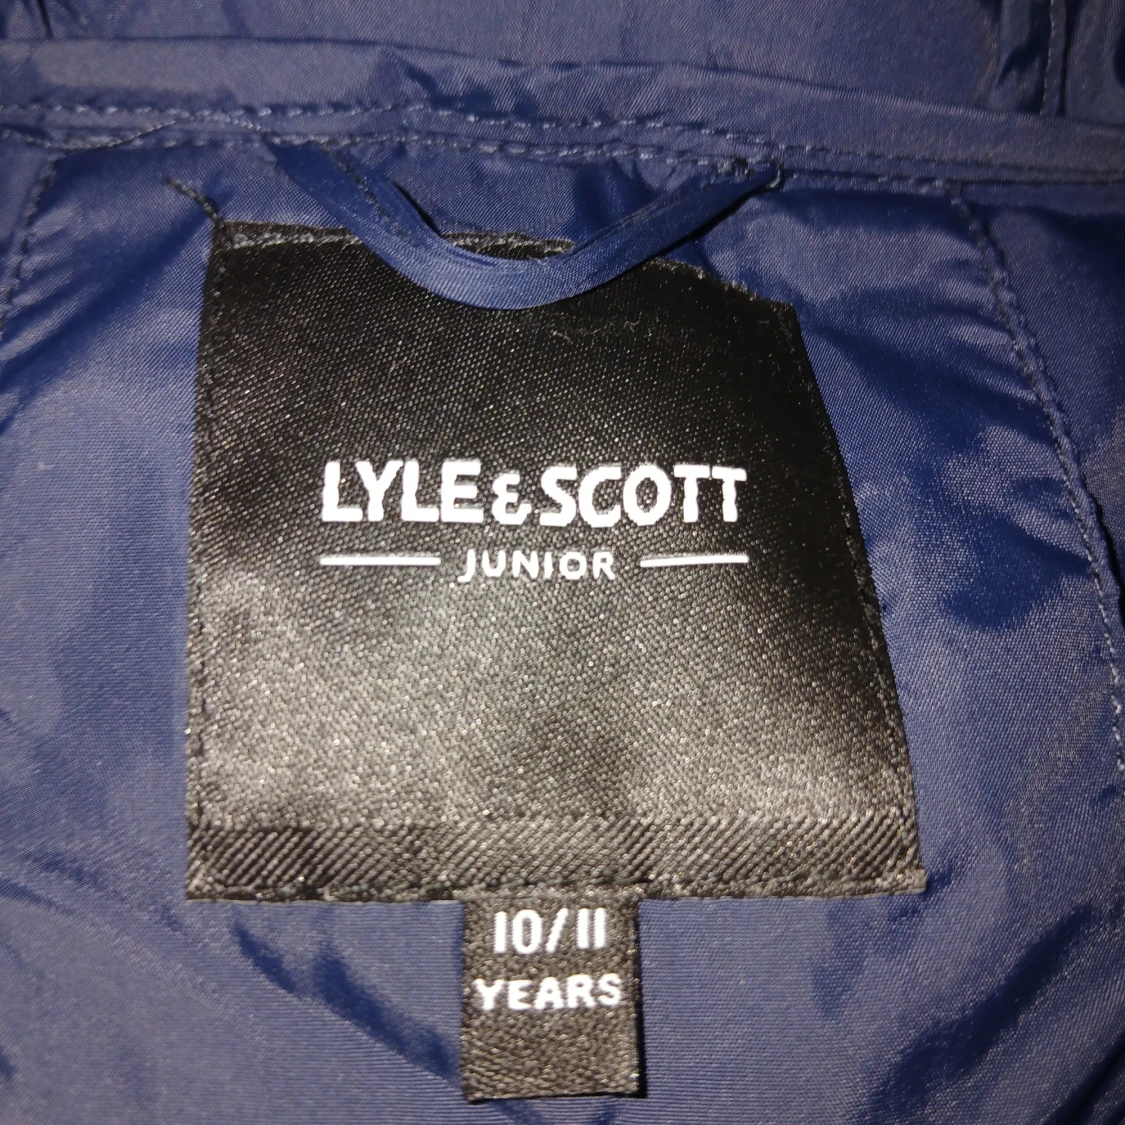 LYLE & SCOTT
JUNIOR
10/11
YEARS